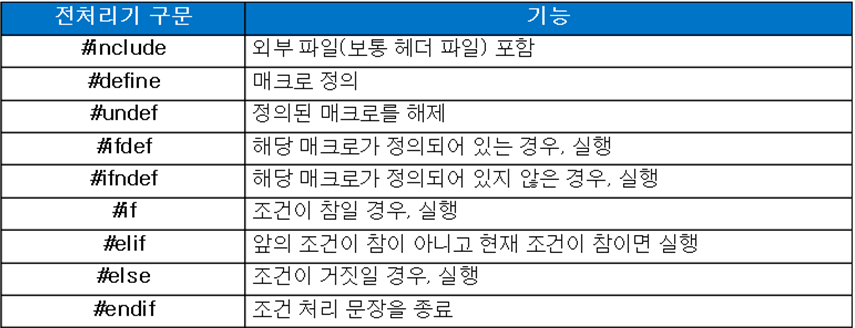 전처리기 구문 기능
#include 외부 파일(보통 헤더 파일) 포함
#define 매크로 정의
#undef 정의된 매크로를 해제
#ifdef 해당 매크로가 정의되어 있는 경우, 실행
#ifndef 해당 매크로가 정의되어 있지 않은 경우, 실행
#if 조건이 참일 경우, 실행
#elif 앞의 조건이 참이 아니고 현재 조건이 참이면 실행
#else 조건이 거짓일 경우, 실행
#endif 조건 처리 문장을 종료